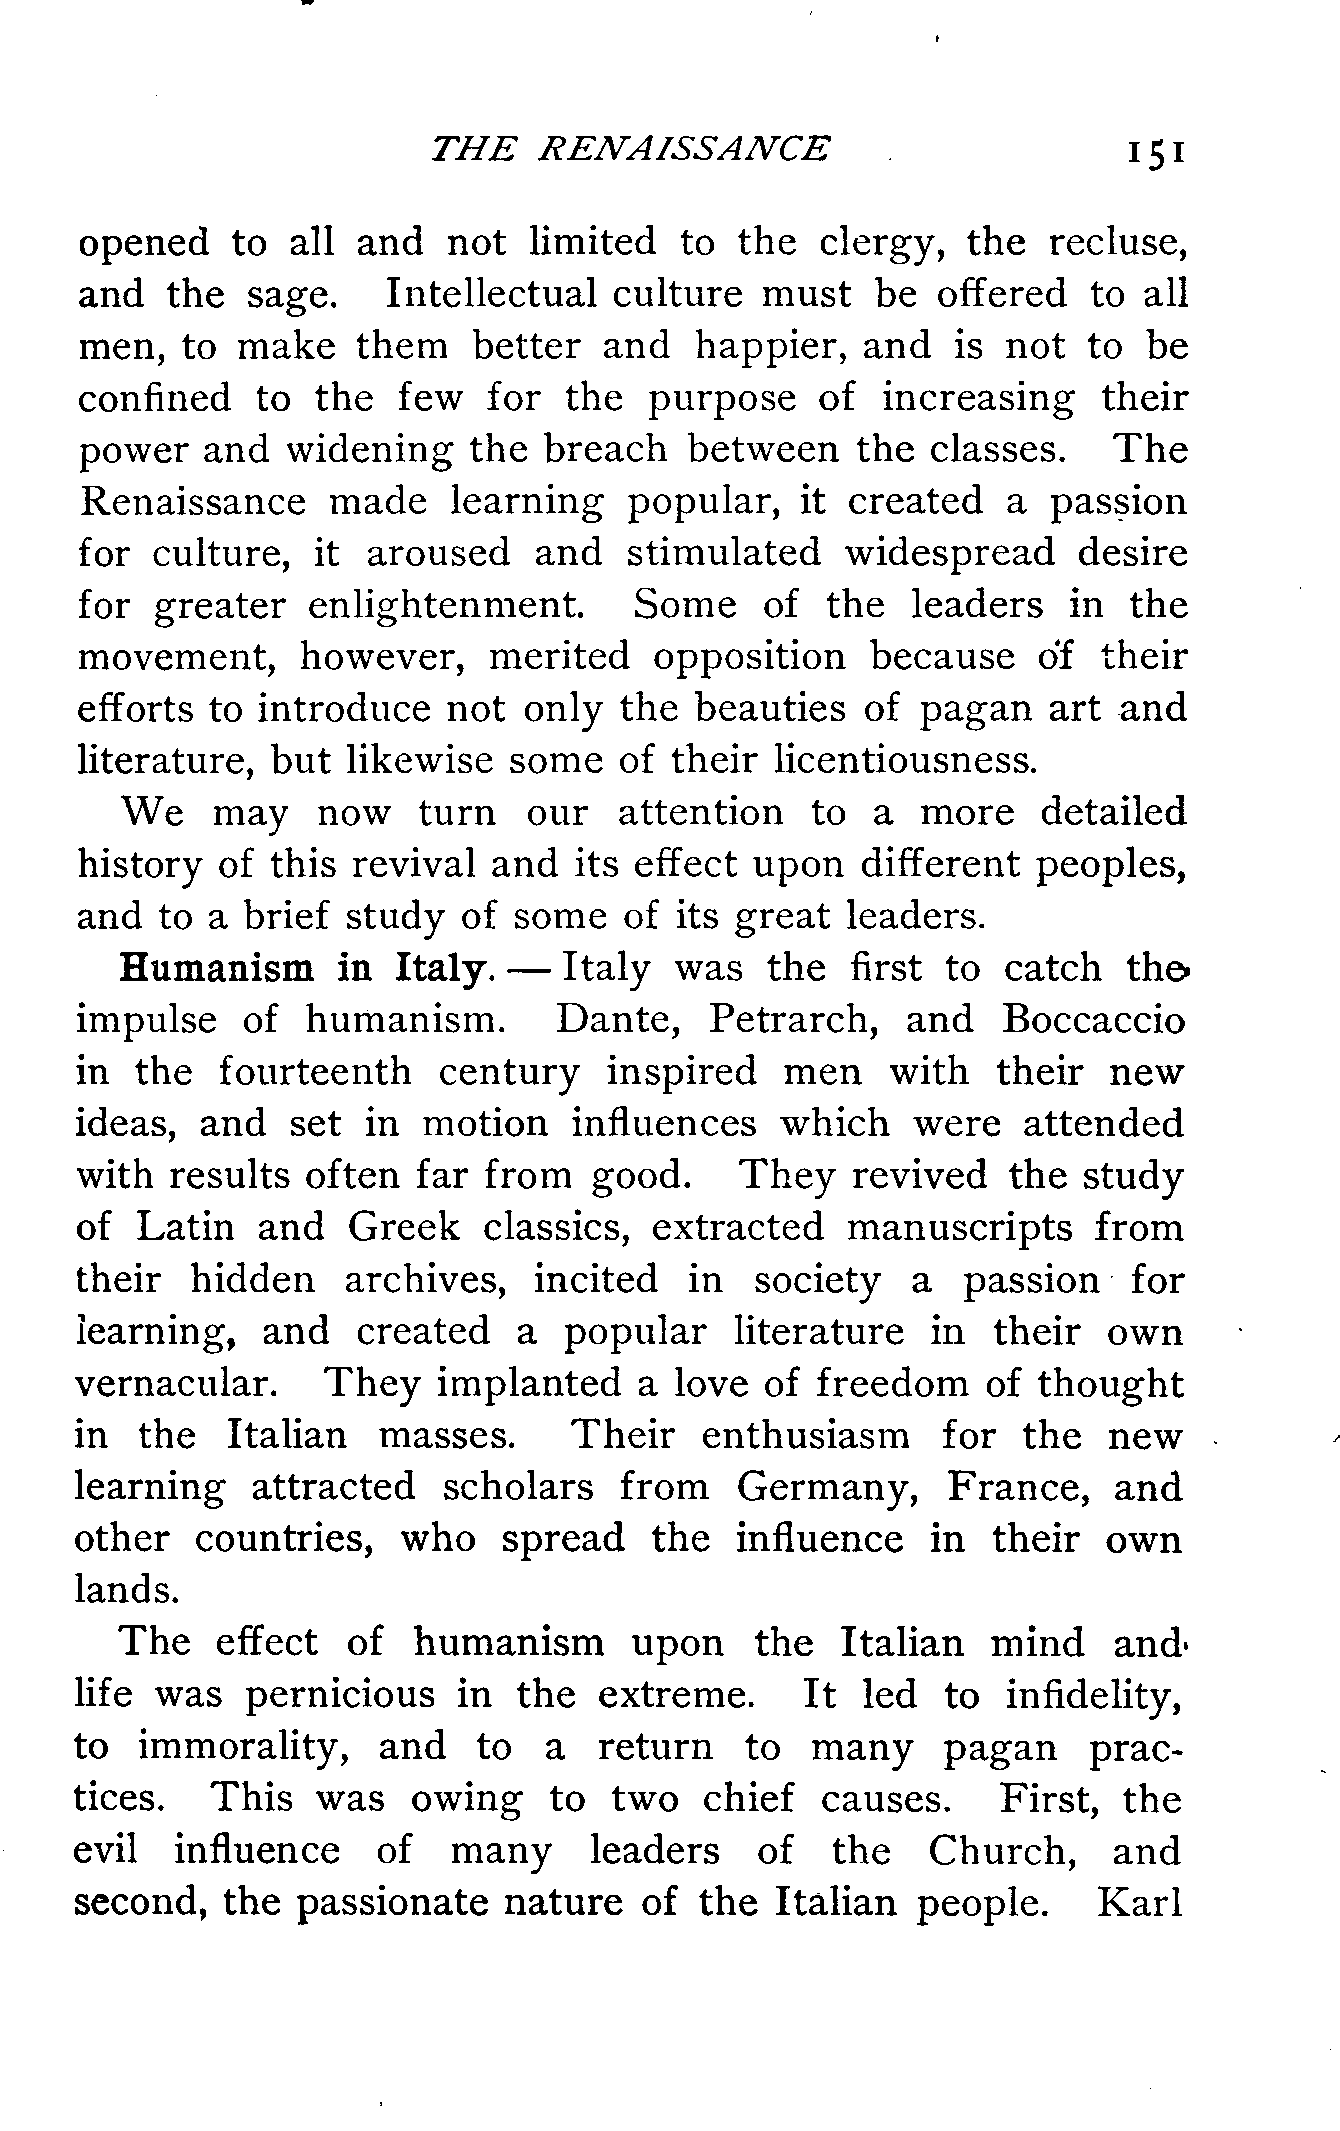 THE RENAISSANCE 151
opened to all and not limited to the clergy, the recluse,
and the sage. Intellectual culture must be offered to all
men, to make them better and happier, and is not to be
confined to the few for the purpose of increasing their
power and widening the breach between the classes. The
Renaissance made learning popular, it created a passion
for culture, it aroused and stimulated widespread desire
for greater enlightenment. Some of the leaders in the
movement, however, merited opposition because of their
efforts to introduce not only the beauties of pagan art and
literature, but likewise some of their licentiousness.
We may now turn our attention to a more detailed
history of this revival and its effect upon different peoples,
and to a brief study of some of its great leaders.
Humanism in Italy. — Italy was the first to catch the
impulse of humanism. Dante, Petrarch, and Boccaccio
in the fourteenth century inspired men with their new
ideas, and set in motion influences which were attended
with results often far from good. They revived the study
of Latin and Greek classics, extracted manuscripts from
their hidden archives, incited in society a passion for
learning, and created a popular literature in their own
vernacular. They implanted a love of freedom of thought
in the Italian masses. Their enthusiasm for the new
learning attracted scholars from Germany, France, and
other countries, who spread the influence in their own
lands.
The effect of humanism upon the Italian mind and
life was pernicious in the extreme. It led to infidelity,
to immorality, and to a return to many pagan prac-
tices. This was owing to two chief causes. First, the
evil influence of many leaders of the Church, and
second, the passionate nature of the Italian people. Karl